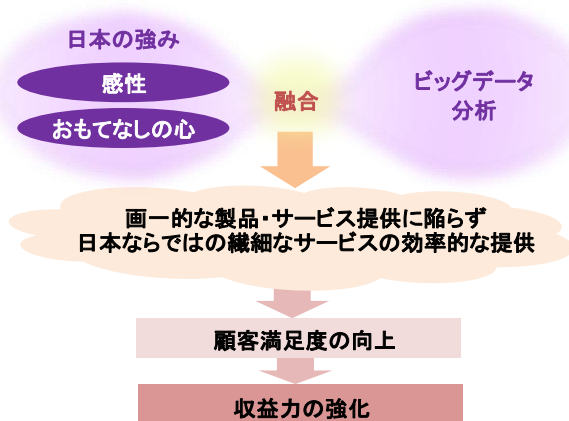 日本の強み
感性
おもてなしの心
融合
ビッグデータ
分析
画一的な製品・サービス提供に陥らず
日本ならではの繊細なサービスの効率的な提供
顧客満足度の向上
収益力の強化